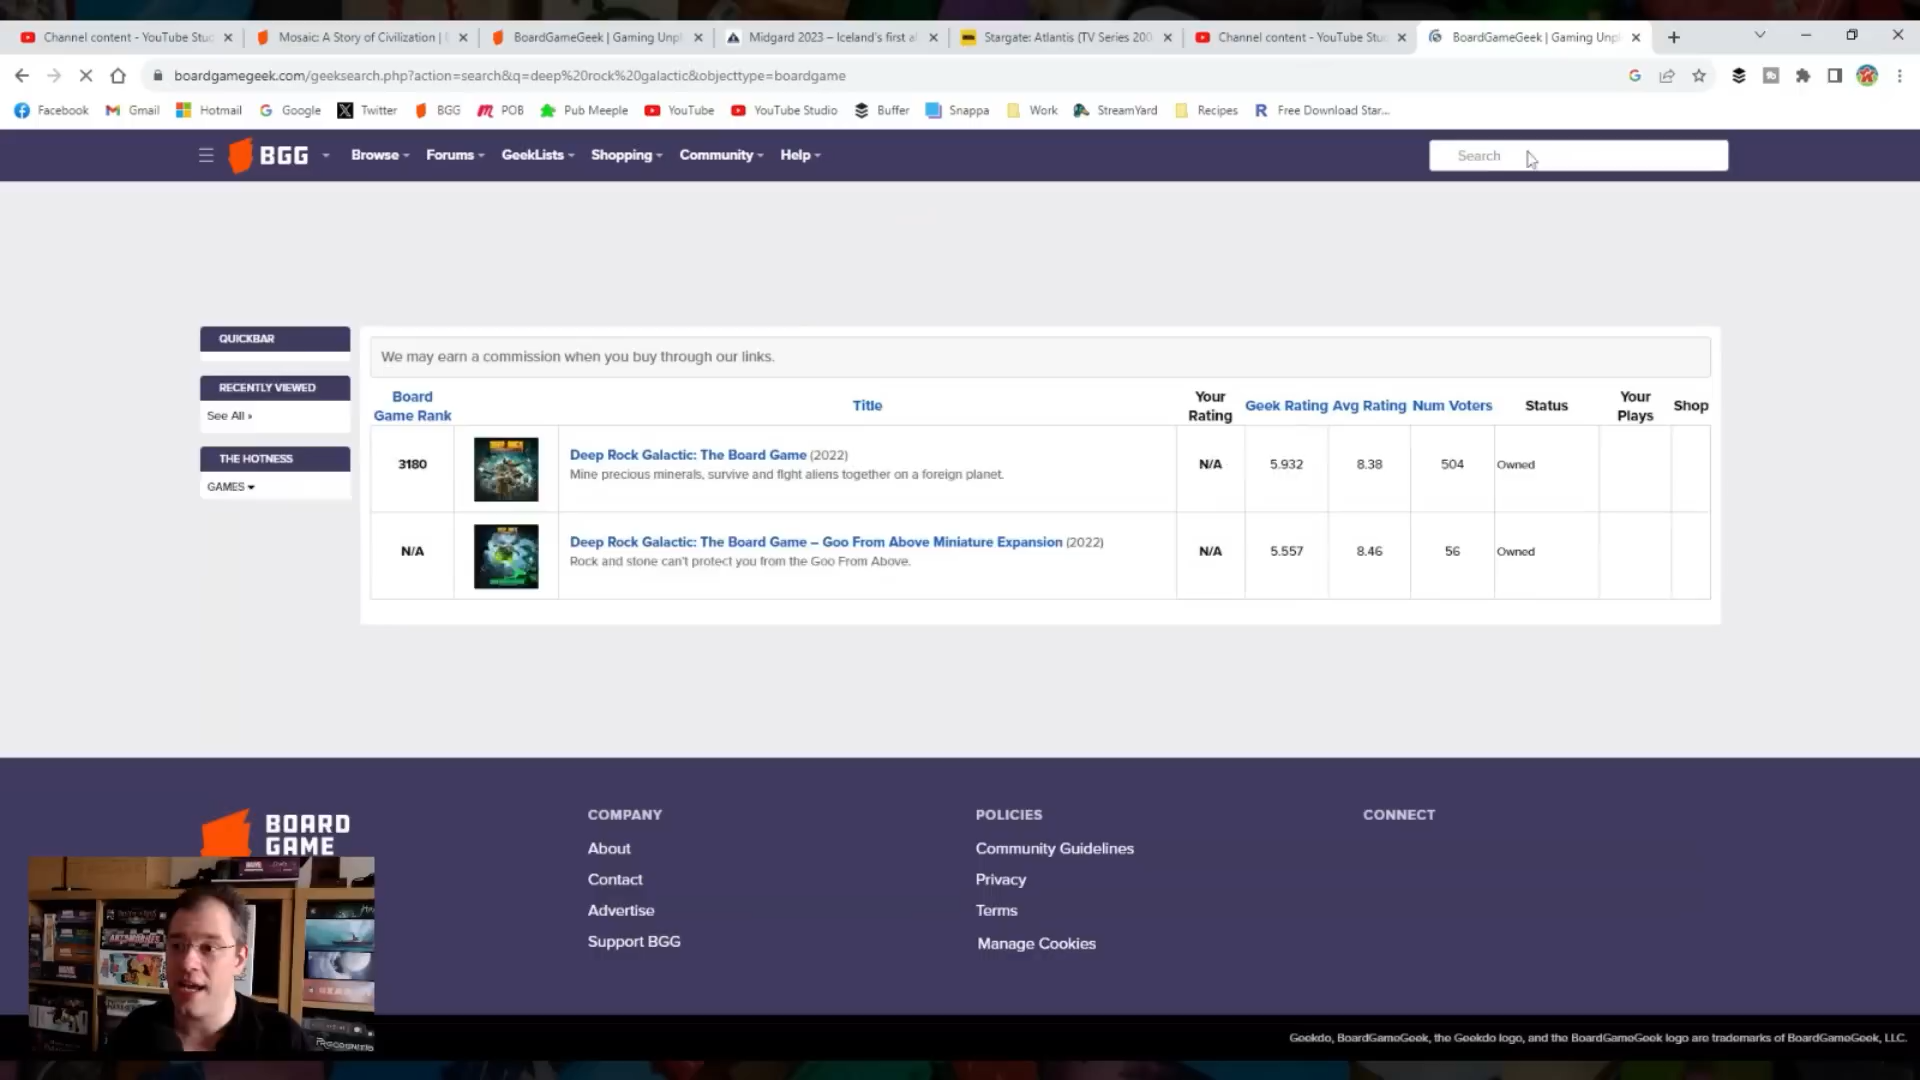 Channel content - YouTube Stuc
Mosaic: A Story of Civilization |
BoardGameGeek | Gaming Unpl
Midgard 2023 – Iceland's first al
Stargate: Atlantis (TV Series 200
Channel content - YouTube Stuc
BoardGameGeek | Gaming Unpl
boardgamegeek.com/geeksearch.php?action=search&q=deep%20rock%20galactic&objecttype=boardgame
Facebook Gmail Hotmail Google Twitter BGG POB Pub Meeple YouTube YouTube Studio Buffer Snappa Work StreamYard Recipes Free Download Star...
BGG Browse Forums GeekLists Shopping Community Help Search
QUICKBAR
RECENTLY VIEWED
See All »
THE HOTNESS
GAMES
We may earn a commission when you buy through our links.
Board Game Rank Title Your Rating Geek Rating Avg Rating Num Voters Status Your Plays Shop
3180 Deep Rock Galactic: The Board Game (2022) N/A 5.932 8.38 504 Owned
Mine precious minerals, survive and fight aliens together on a foreign planet.
N/A Deep Rock Galactic: The Board Game – Goo From Above Miniature Expansion (2022) N/A 5.557 8.46 56 Owned
Rock and stone can't protect you from the Goo From Above.
BOARD
GAME
COMPANY
About
Contact
Advertise
Support BGG
POLICIES
Community Guidelines
Privacy
Terms
Manage Cookies
CONNECT
Geekdo, BoardGameGeek, the Geekdo logo, and the BoardGameGeek logo are trademarks of BoardGameGeek, LLC.